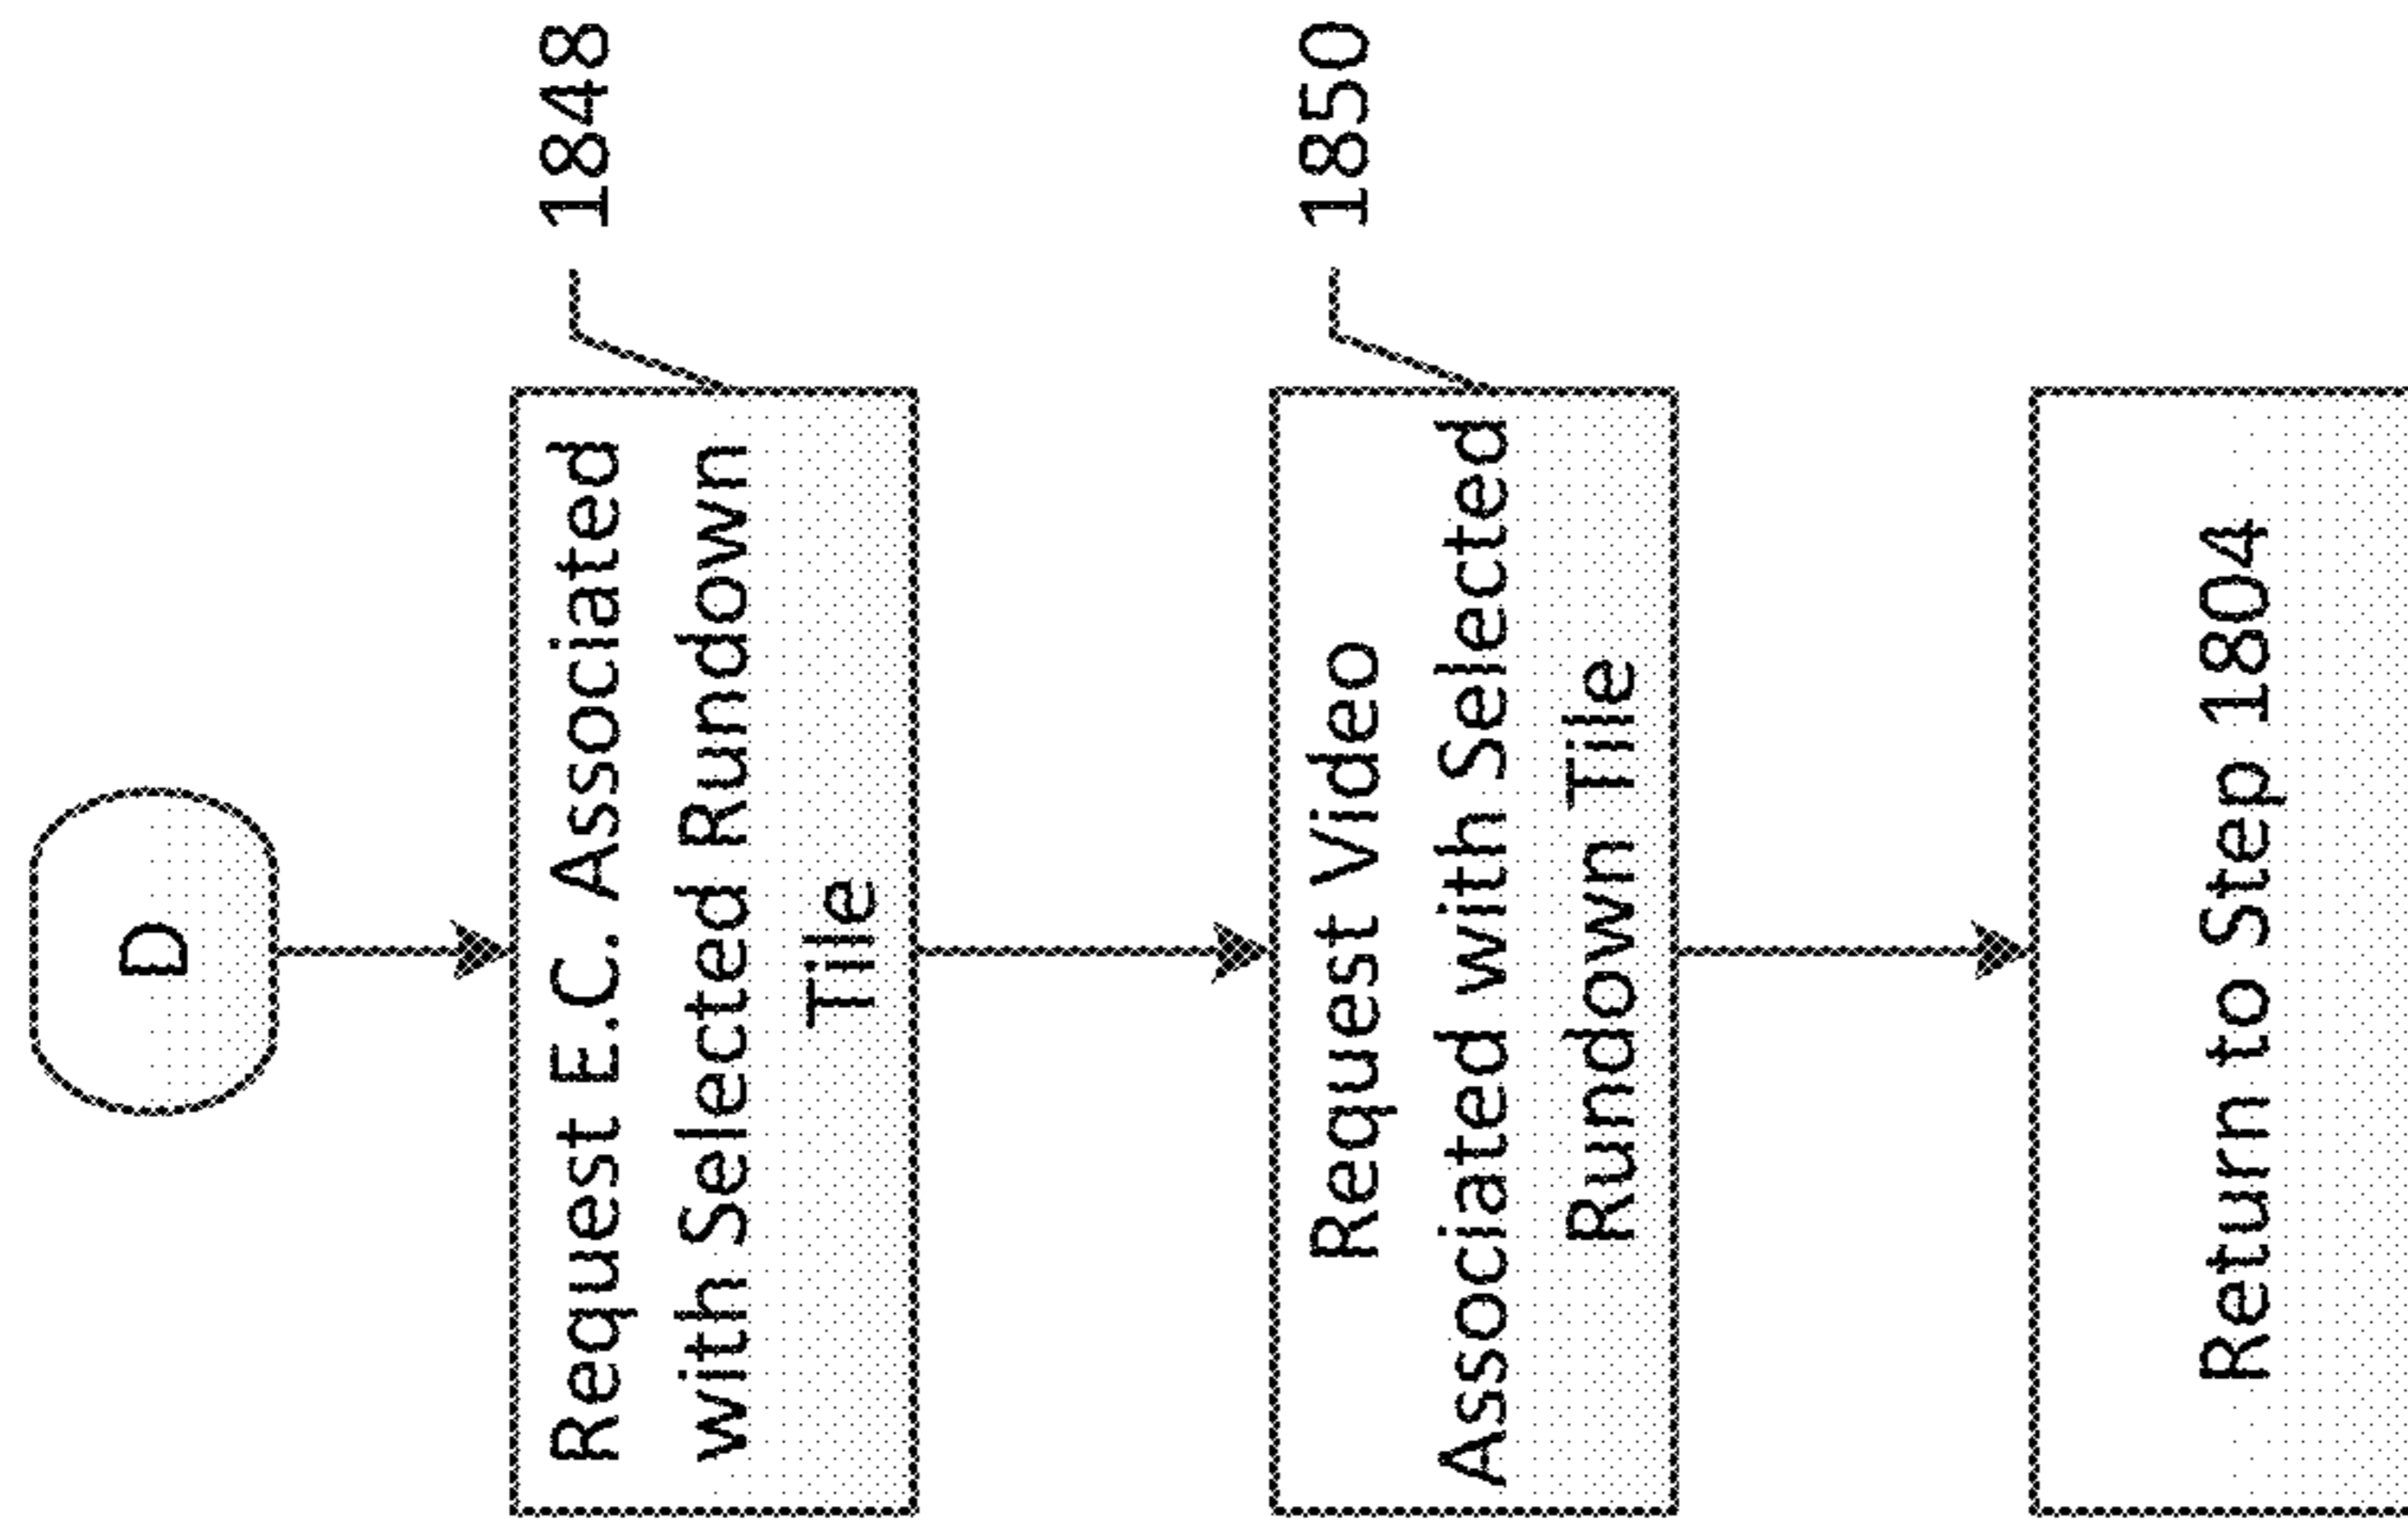 D
Request E.C. Associated
with Selected Rundown
Tile
1848
Request Video
Associated with Selected
Rundown Tile
1850
Return to Step 1804